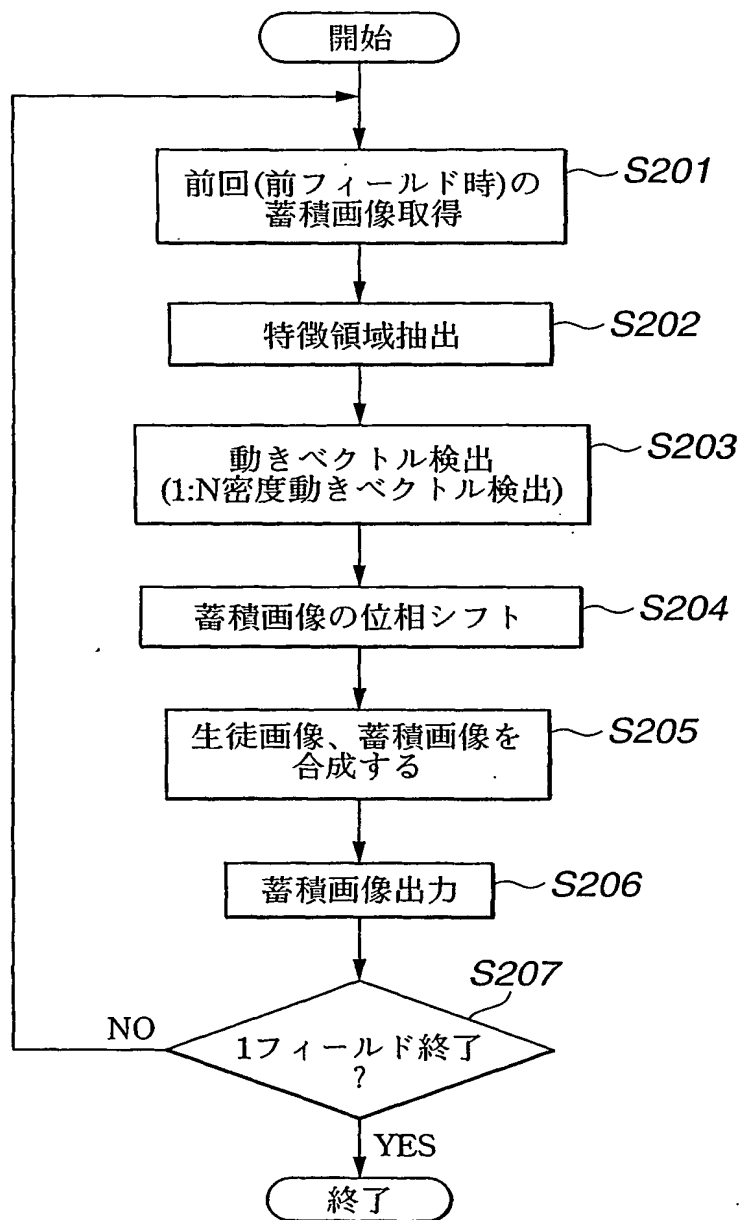 開始
前回(前フィールド時)の
蓄積画像取得
S201
特徴領域抽出
S202
動きベクトル検出
(1:N密度動きベクトル検出)
S203
蓄積画像の位相シフト
S204
生徒画像、蓄積画像を
合成する
S205
蓄積画像出力
S206
S207
1フィールド終了
?
NO
YES
終了